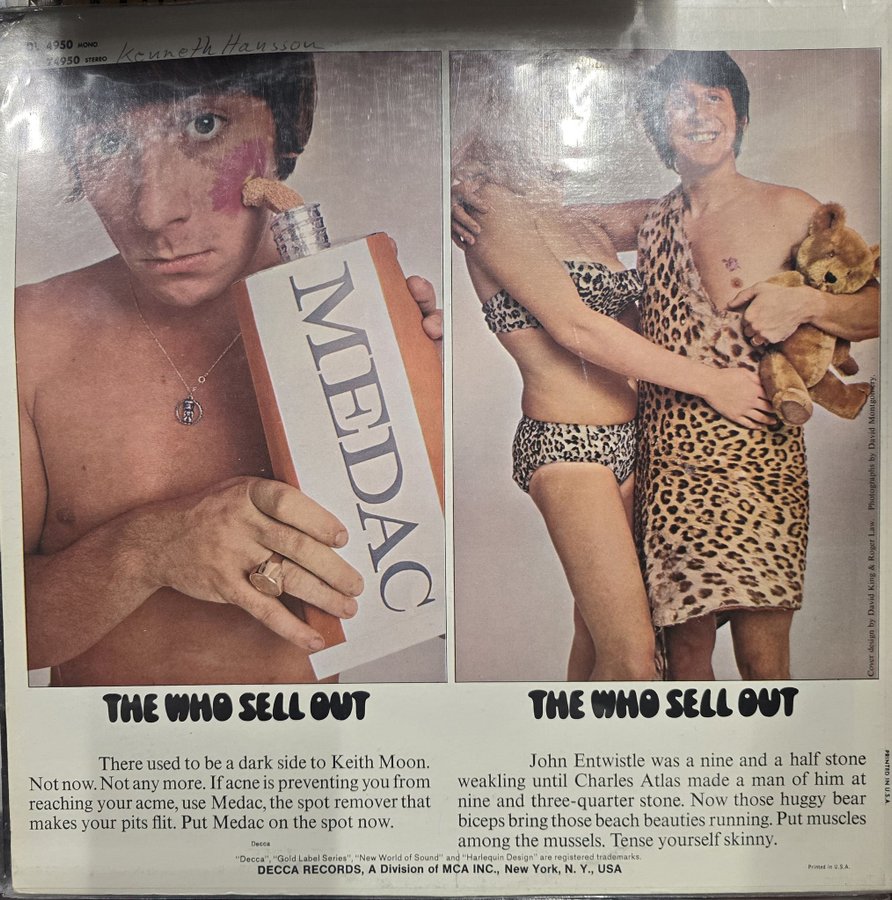 DL 4950 MONO
74950 STEREO
Kenneth Hansson
MEDAC
Cover design by David King & Roger Law. Photographs by David Montgomery.
THE WHO SELL OUT
There used to be a dark side to Keith Moon.
Not now. Not any more. If acne is preventing you from
reaching your acme, use Medac, the spot remover that
makes your pits flit. Put Medac on the spot now.
THE WHO SELL OUT
John Entwistle was a nine and a half stone
weakling until Charles Atlas made a man of him at
nine and three-quarter stone. Now those huggy bear
biceps bring those beach beauties running. Put muscles
among the mussels. Tense yourself skinny.
PRINTED IN U.S.A.
Decca
"Decca", "Gold Label Series", "New World of Sound" and "Harlequin Design" are registered trademarks.
DECCA RECORDS, A Division of MCA INC., New York, N. Y., USA
Printed in U.S.A.